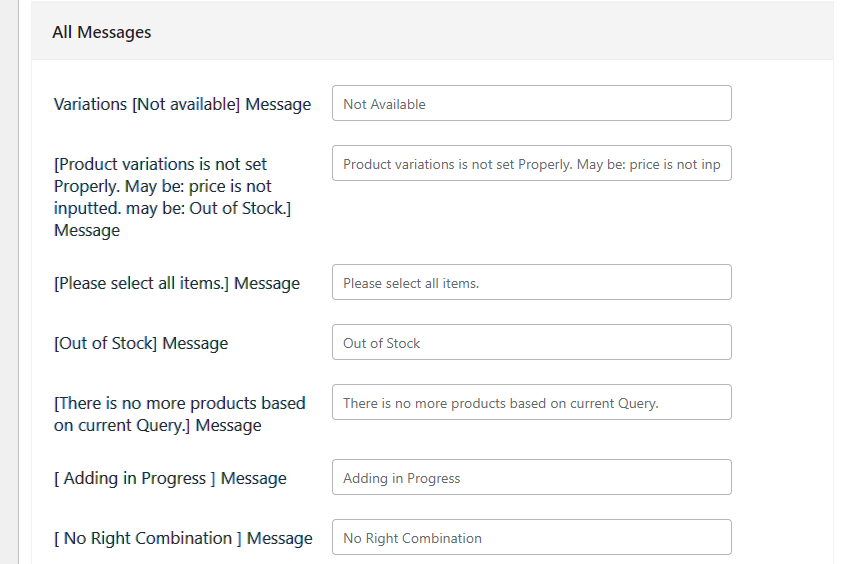 All Messages
Variations [Not available] Message
Not Available
[Product variations is not set
Properly. May be: price is not
inputted. may be: Out of Stock.]
Message
Product variations is not set Properly. May be: price is not inp
[Please select all items.] Message
Please select all items.
[Out of Stock] Message
Out of Stock
[There is no more products based
on current Query.] Message
There is no more products based on current Query.
[ Adding in Progress ] Message
Adding in Progress
[ No Right Combination ] Message
No Right Combination